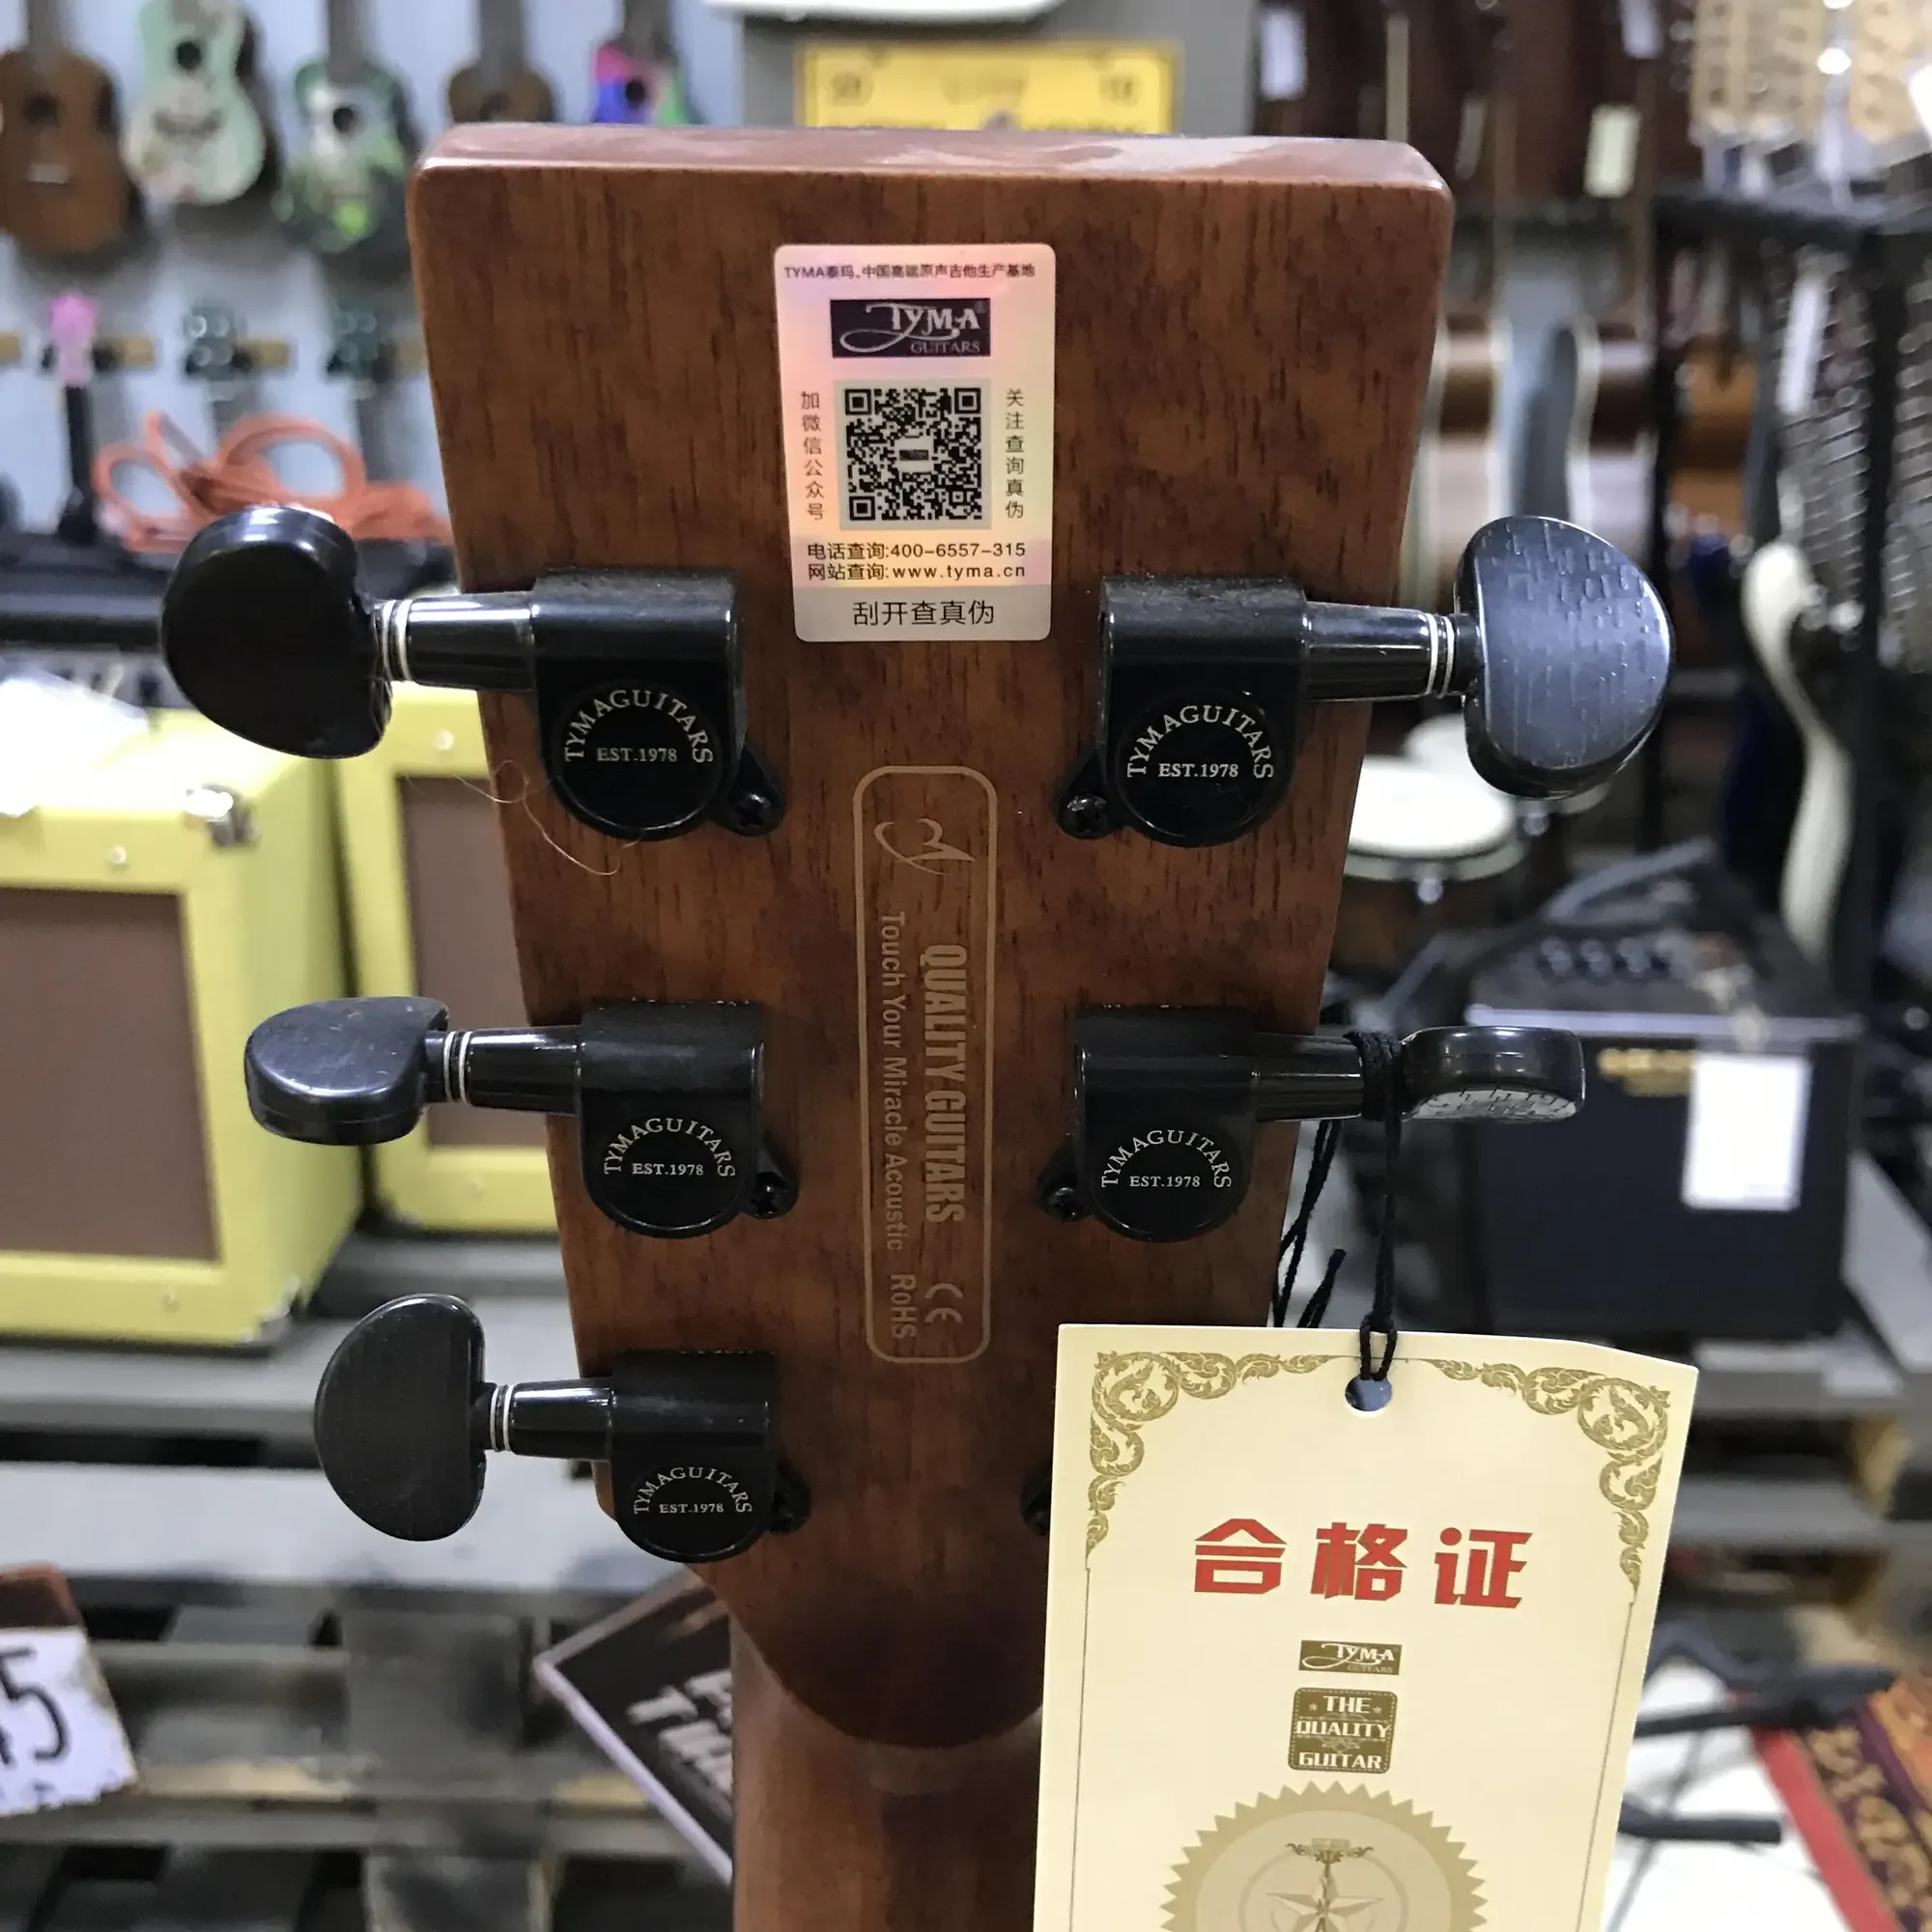 TYMA泰玛、中国高端原声吉他生产基地
TYMA
GUITARS
加微信公众号
关注查询真伪
电话查询:400-6557-315
网站查询:www.tyma.cn
刮开查真伪
TYMAGUITARS
EST.1978
TYMAGUITARS
EST.1978
QUALITY GUITARS
Touch Your Miracle Acoustic
CE
RoHS
TYMAGUITARS
EST.1978
TYMAGUITARS
EST.1978
TYMAGUITARS
EST.1978
合格证
TYMA
GUITARS
THE
QUALITY
GUITAR